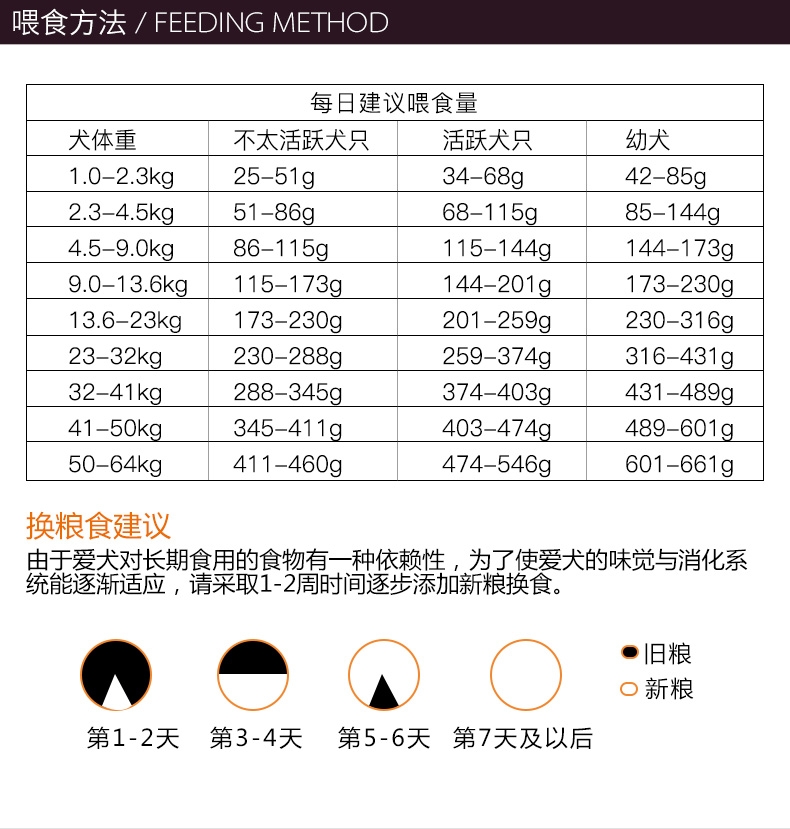 喂食方法 / FEEDING METHOD
每日建议喂食量
犬体重 不太活跃犬只 活跃犬只 幼犬
1.0–2.3kg 25–51g 34–68g 42–85g
2.3–4.5kg 51–86g 68–115g 85–144g
4.5–9.0kg 86–115g 115–144g 144–173g
9.0–13.6kg 115–173g 144–201g 173–230g
13.6–23kg 173–230g 201–259g 230–316g
23–32kg 230–288g 259–374g 316–431g
32–41kg 288–345g 374–403g 431–489g
41–50kg 345–411g 403–474g 489–601g
50–64kg 411–460g 474–546g 601–661g
换粮食建议
由于爱犬对长期食用的食物有一种依赖性，为了使爱犬的味觉与消化系
统能逐渐适应，请采取1-2周时间逐步添加新粮换食。
旧粮
新粮
第1-2天 第3-4天 第5-6天 第7天及以后